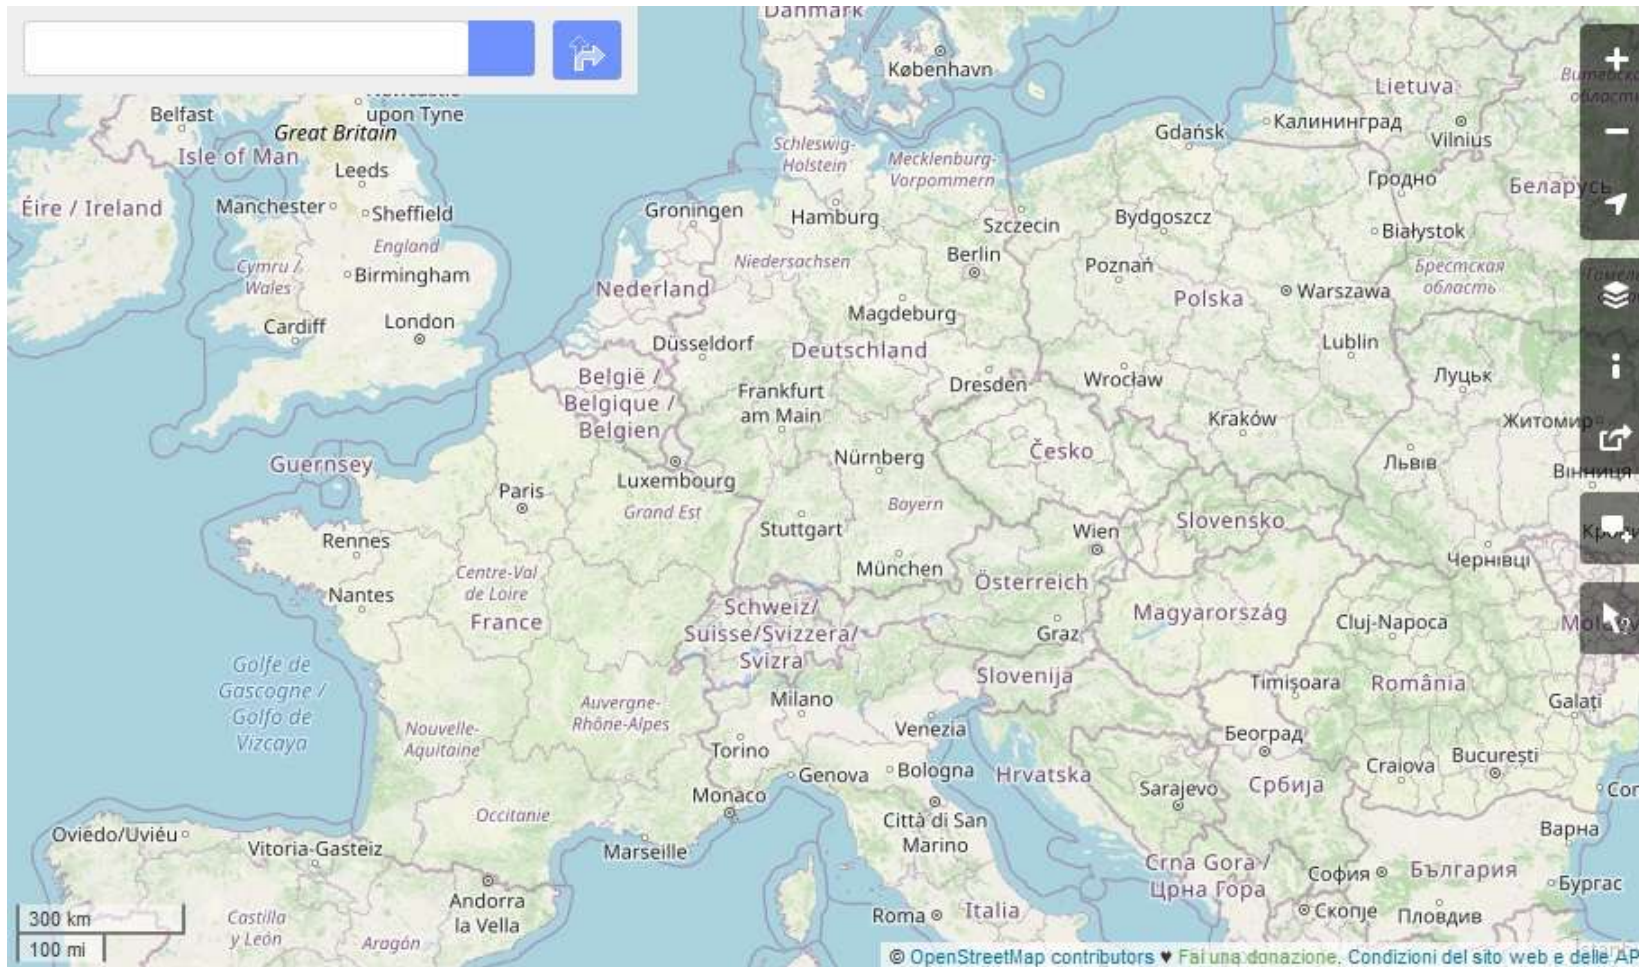 Danmark
København
Newcastle
upon Tyne
Belfast
Great Britain
Isle of Man
Leeds
Éire / Ireland
Manchester
Sheffield
England
Cymru /
Wales
Birmingham
Cardiff
London
Schleswig-
Holstein
Mecklenburg-
Vorpommern
Groningen
Hamburg
Szczecin
Niedersachsen
Berlin
Nederland
Magdeburg
Düsseldorf
Deutschland
België /
Belgique /
Belgien
Frankfurt
am Main
Dresden
Lietuva
Gdańsk
Калининград
Vilnius
Гродно
Беларусь
Bydgoszcz
Białystok
Poznań
Брестская
область
Polska
Warszawa
Lublin
Wrocław
Луцьк
Kraków
Житомир
Česko
Львів
Вінниця
Guernsey
Nürnberg
Luxembourg
Paris
Grand Est
Bayern
Stuttgart
Wien
Slovensko
Rennes
München
Чернівці
Centre-Val
de Loire
Österreich
Nantes
France
Schweiz/
Suisse/Svizzera/
Svizra
Graz
Magyarország
Cluj-Napoca
Golfe de
Gascogne /
Golfo de
Vizcaya
Slovenija
Timișoara
România
Milano
Galați
Auvergne-
Rhône-Alpes
Nouvelle-
Aquitaine
Venezia
Београд
Torino
București
Craiova
Genova
Bologna
Hrvatska
Sarajevo
Србија
Monaco
Occitanie
Città di San
Marino
Варна
Oviedo/Uviéu
Vitoria-Gasteiz
Marseille
Crna Gora /
Црна Гора
София
България
Бургас
Andorra
la Vella
Roma
Italia
Скопје
Пловдив
Castilla
y León
Aragón
300 km
100 mi
© OpenStreetMap contributors ♥ Fai una donazione. Condizioni del sito web e delle AP